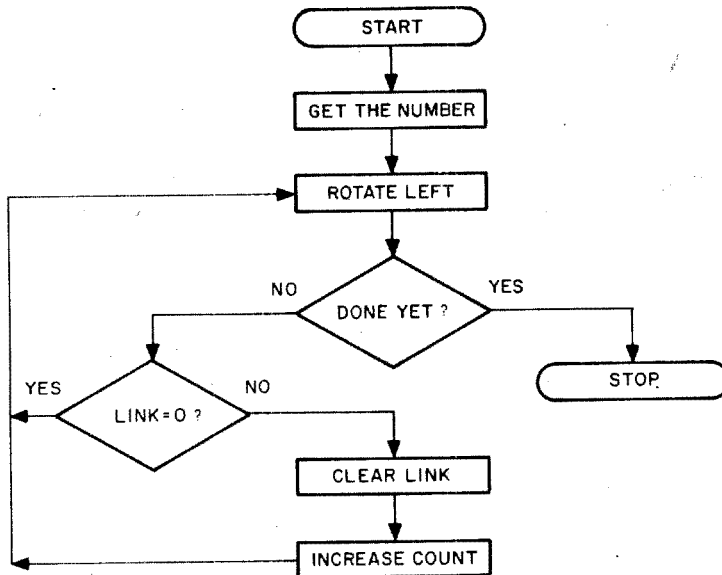 START
GET THE NUMBER
ROTATE LEFT
NO
YES
DONE YET ?
STOP
YES
NO
LINK=0 ?
CLEAR LINK
INCREASE COUNT